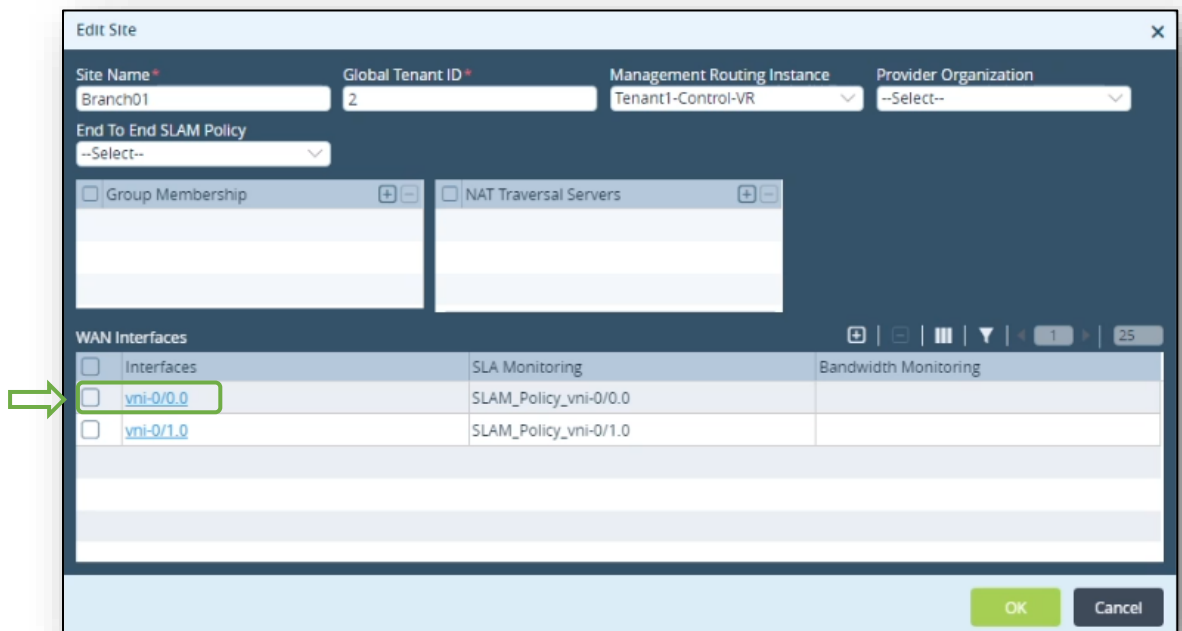 Edit Site
Site Name* Global Tenant ID* Management Routing Instance Provider Organization
Branch01 2 Tenant1-Control-VR --Select--
End To End SLAM Policy
--Select--
Group Membership NAT Traversal Servers
WAN Interfaces 1 25
Interfaces SLA Monitoring Bandwidth Monitoring
vni-0/0.0 SLAM_Policy_vni-0/0.0
vni-0/1.0 SLAM_Policy_vni-0/1.0
OK Cancel